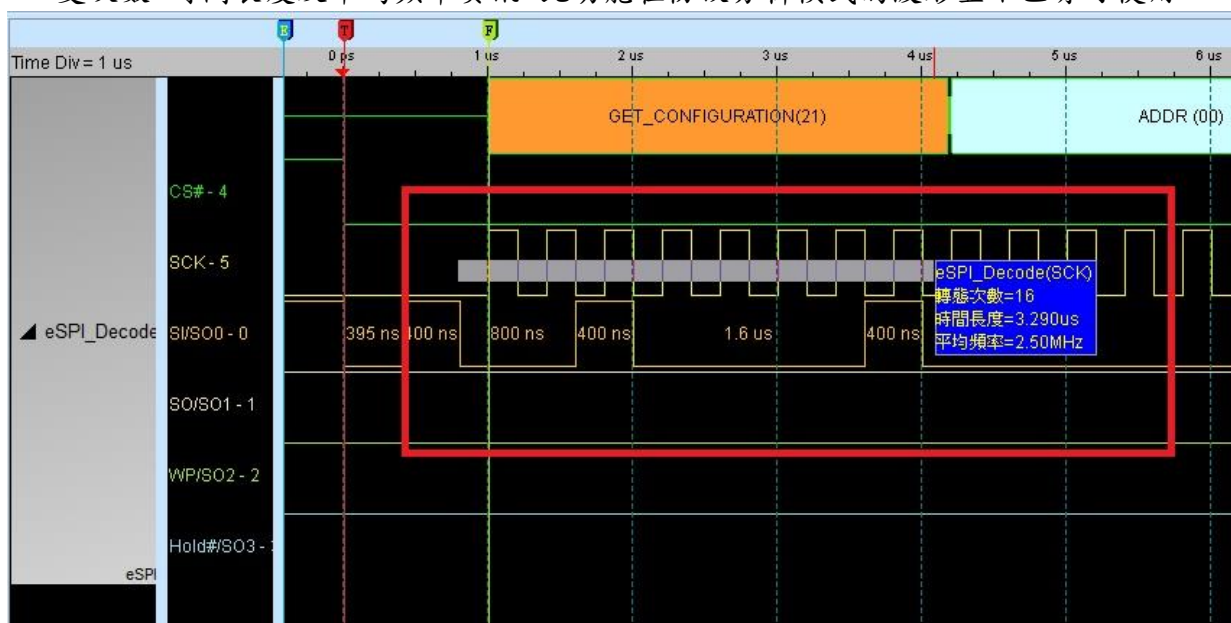 E T F
Time Div = 1 us
0 ps 1 us 2 us 3 us 4 us 5 us 6 us
GET_CONFIGURATION(21) ADDR (00)
CS# - 4
SCK - 5
eSPI_Decode(SCK)
轉態次數=16
時間長度=3.290us
平均頻率=2.50MHz
eSPI_Decode
SI/SO0 - 0
395 ns 400 ns 800 ns 400 ns 1.6 us 400 ns
SO/SO1 - 1
WP/SO2 - 2
Hold#/SO3 -
eSPI